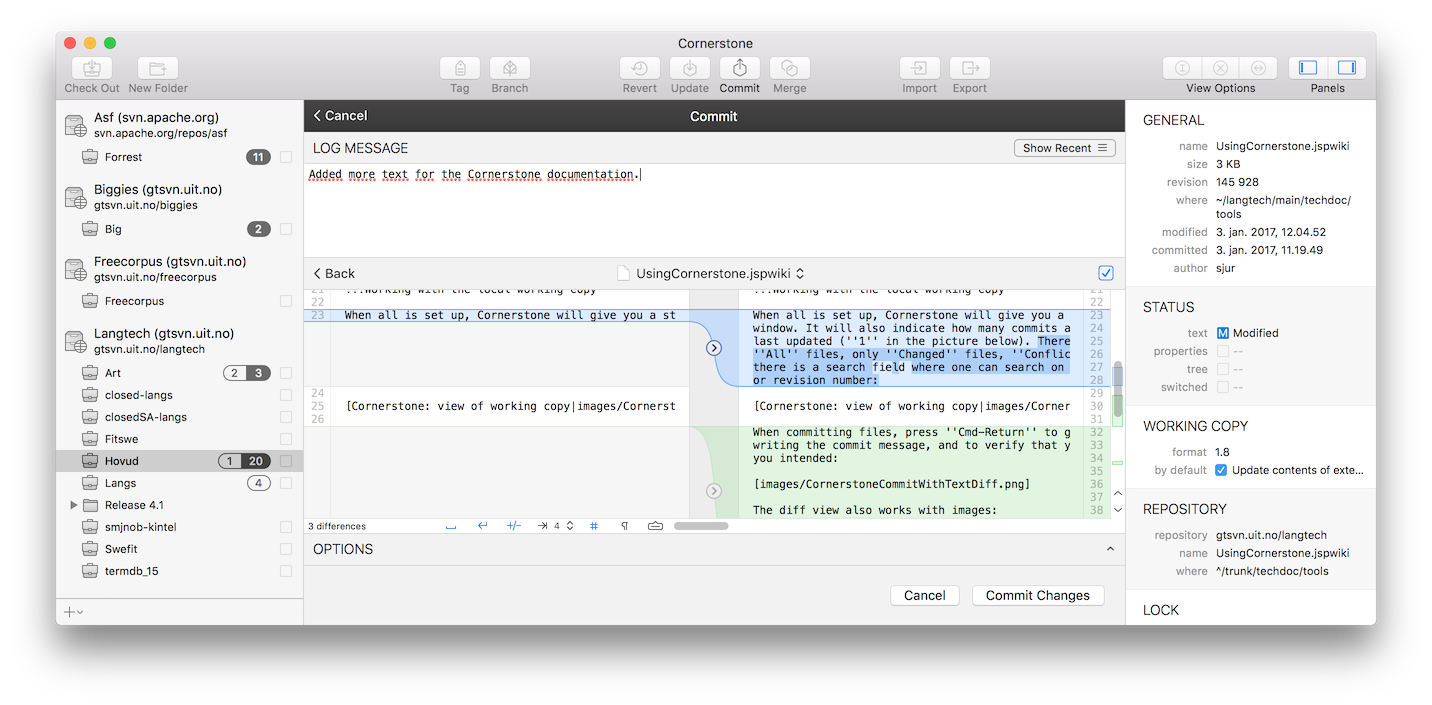 Cornerstone
Check Out
New Folder
Tag
Branch
Revert
Update
Commit
Merge
Import
Export
View Options
Panels
Asf (svn.apache.org)
svn.apache.org/repos/asf
Forrest 11
Biggies (gtsvn.uit.no)
gtsvn.uit.no/biggies
Big 2
Freecorpus (gtsvn.uit.no)
gtsvn.uit.no/freecorpus
Freecorpus
Langtech (gtsvn.uit.no)
gtsvn.uit.no/langtech
Art 2 3
closed-langs
closedSA-langs
Fitswe
Hovud 1 20
Langs 4
Release 4.1
smjnob-kintel
Swefit
termdb_15
Cancel
Commit
LOG MESSAGE
Show Recent
Added more text for the Cornerstone documentation.
Back
UsingCornerstone.jspwiki
21 ...Working with the local working copy
22
23 When all is set up, Cornerstone will give you a st
24
25 [Cornerstone: view of working copy|images/Cornerst
26
...Working with the local working copy 21
22
When all is set up, Cornerstone will give you a 23
window. It will also indicate how many commits a 24
last updated (''1'' in the picture below). There 25
''All'' files, only ''Changed'' files, ''Conflic 26
there is a search field where one can search on 27
or revision number: 28
29
[Cornerstone: view of working copy|images/Corner 30
31
When committing files, press ''Cmd-Return'' to g 32
writing the commit message, and to verify that y 33
you intended: 34
35
[images/CornerstoneCommitWithTextDiff.png] 36
37
The diff view also works with images: 38
3 differences
+/-
4
#
¶
OPTIONS
Cancel
Commit Changes
GENERAL
name UsingCornerstone.jspwiki
size 3 KB
revision 145 928
where ~/langtech/main/techdoc/
tools
modified 3. jan. 2017, 12.04.52
committed 3. jan. 2017, 11.19.49
author sjur
STATUS
text M Modified
properties --
tree --
switched --
WORKING COPY
format 1.8
by default Update contents of exte...
REPOSITORY
repository gtsvn.uit.no/langtech
name UsingCornerstone.jspwiki
where ^/trunk/techdoc/tools
LOCK